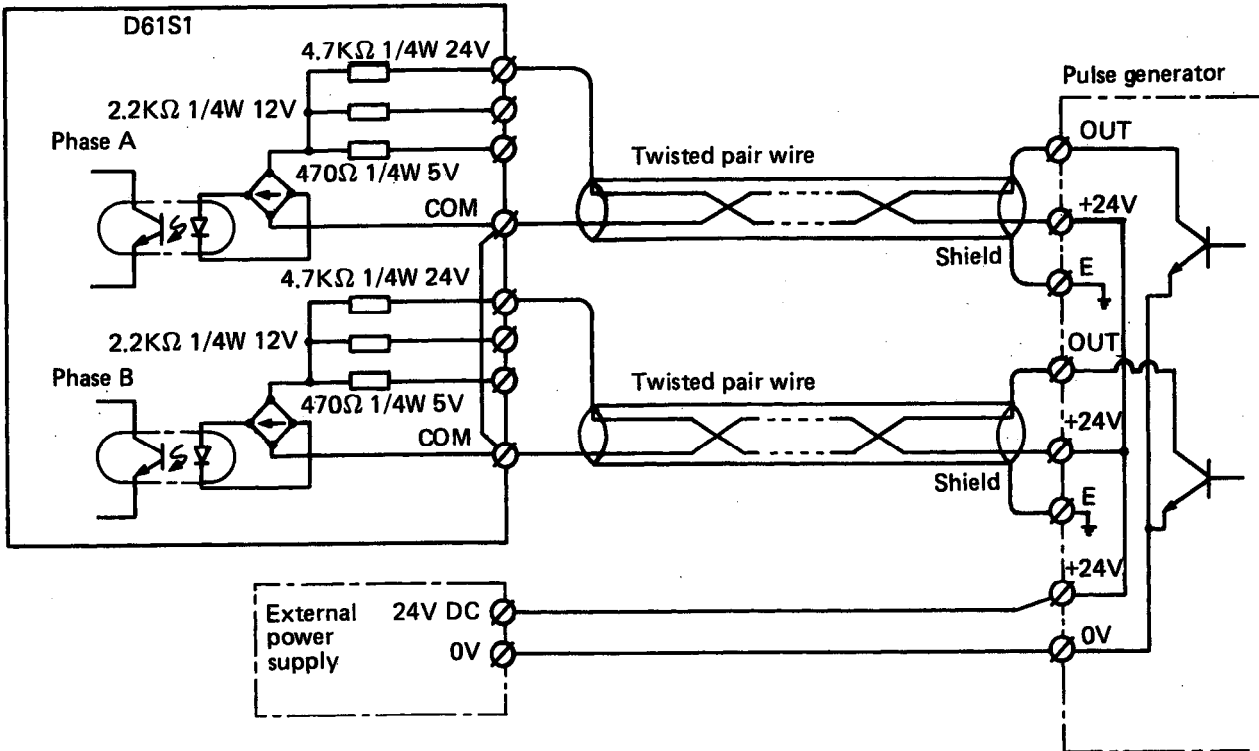 D61S1
4.7KΩ 1/4W 24V
2.2KΩ 1/4W 12V
Phase A
470Ω 1/4W 5V
COM
4.7KΩ 1/4W 24V
2.2KΩ 1/4W 12V
Phase B
470Ω 1/4W 5V
COM
Twisted pair wire
Shield
Twisted pair wire
Shield
Pulse generator
OUT
+24V
E
OUT
+24V
E
+24V
0V
External
power
supply
24V DC
0V